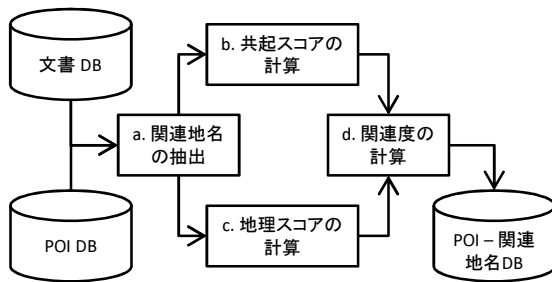 文書 DB
b. 共起スコアの
計算
a. 関連地名
の抽出
d. 関連度の
計算
POI DB
c. 地理スコアの
計算
POI – 関連
地名DB